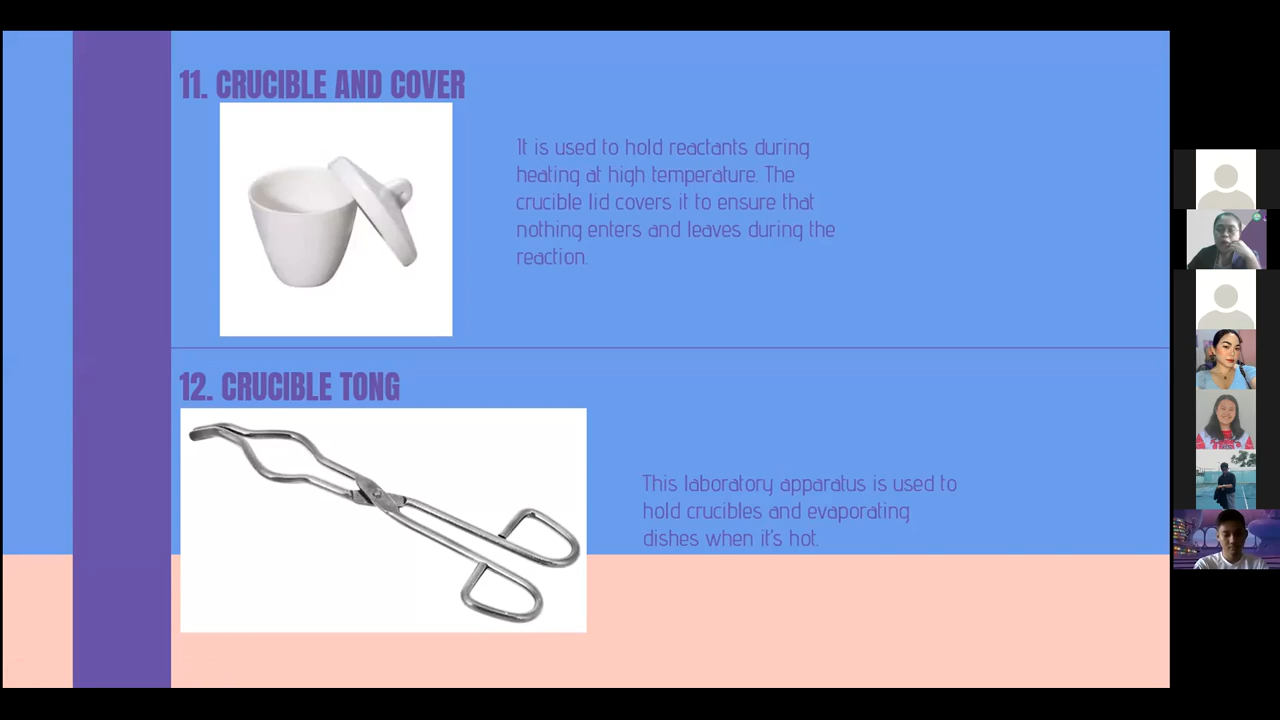 11. CRUCIBLE AND COVER
It is used to hold reactants during
heating at high temperature. The
crucible lid covers it to ensure that
nothing enters and leaves during the
reaction.
12. CRUCIBLE TONG
This laboratory apparatus is used to
hold crucibles and evaporating
dishes when it's hot.